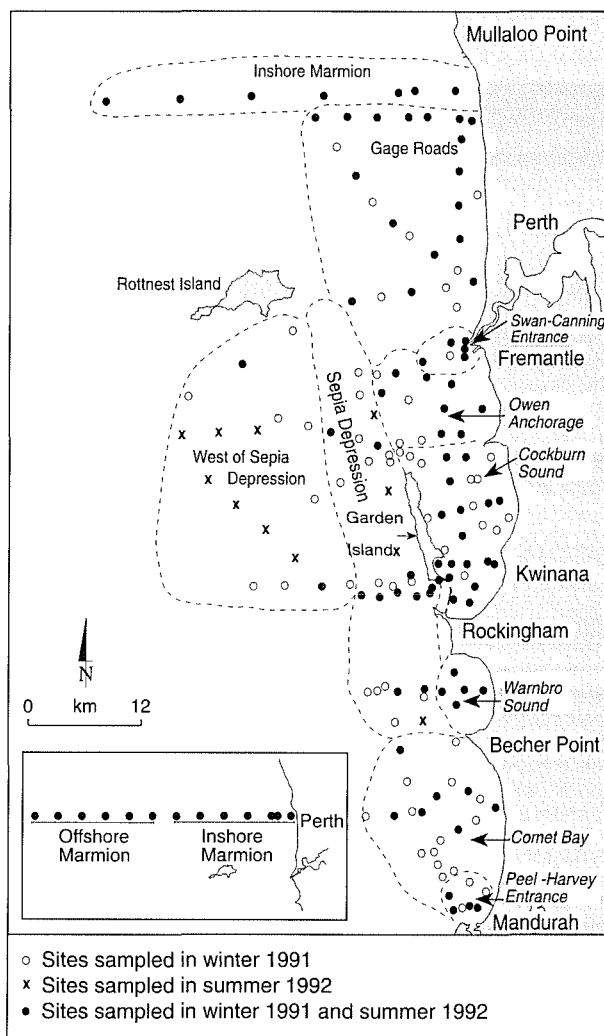 Mullaloo Point
Inshore Marmion
Gage Roads
Perth
Rottnest Island
Swan-Canning
Entrance
Fremantle
Sepia Depression
Owen
Anchorage
Cockburn
Sound
West of Sepia
Depression
Garden
Island
Kwinana
Rockingham
N
0 12
km
Warnbro
Sound
Becher Point
Comet Bay
Peel -Harvey
Entrance
Mandurah
Perth
Offshore
Marmion
Inshore
Marmion
○ Sites sampled in winter 1991
x Sites sampled in summer 1992
● Sites sampled in winter 1991 and summer 1992